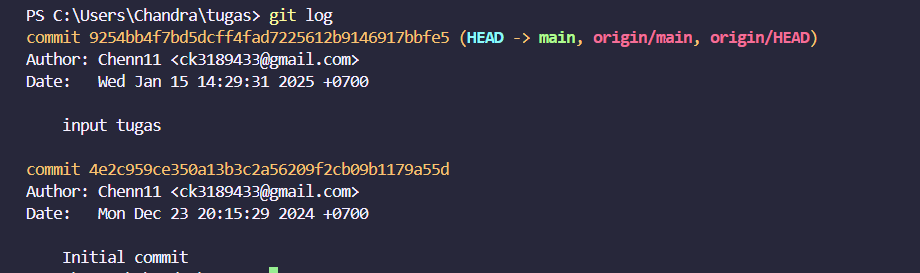 PS C:\Users\Chandra\tugas> git log
commit 9254bb4f7bd5dcff4fad7225612b9146917bbfe5 (HEAD -> main, origin/main, origin/HEAD)
Author: Chenn11 <ck3189433@gmail.com>
Date:   Wed Jan 15 14:29:31 2025 +0700
input tugas
commit 4e2c959ce350a13b3c2a56209f2cb09b1179a55d
Author: Chenn11 <ck3189433@gmail.com>
Date:   Mon Dec 23 20:15:29 2024 +0700
Initial commit